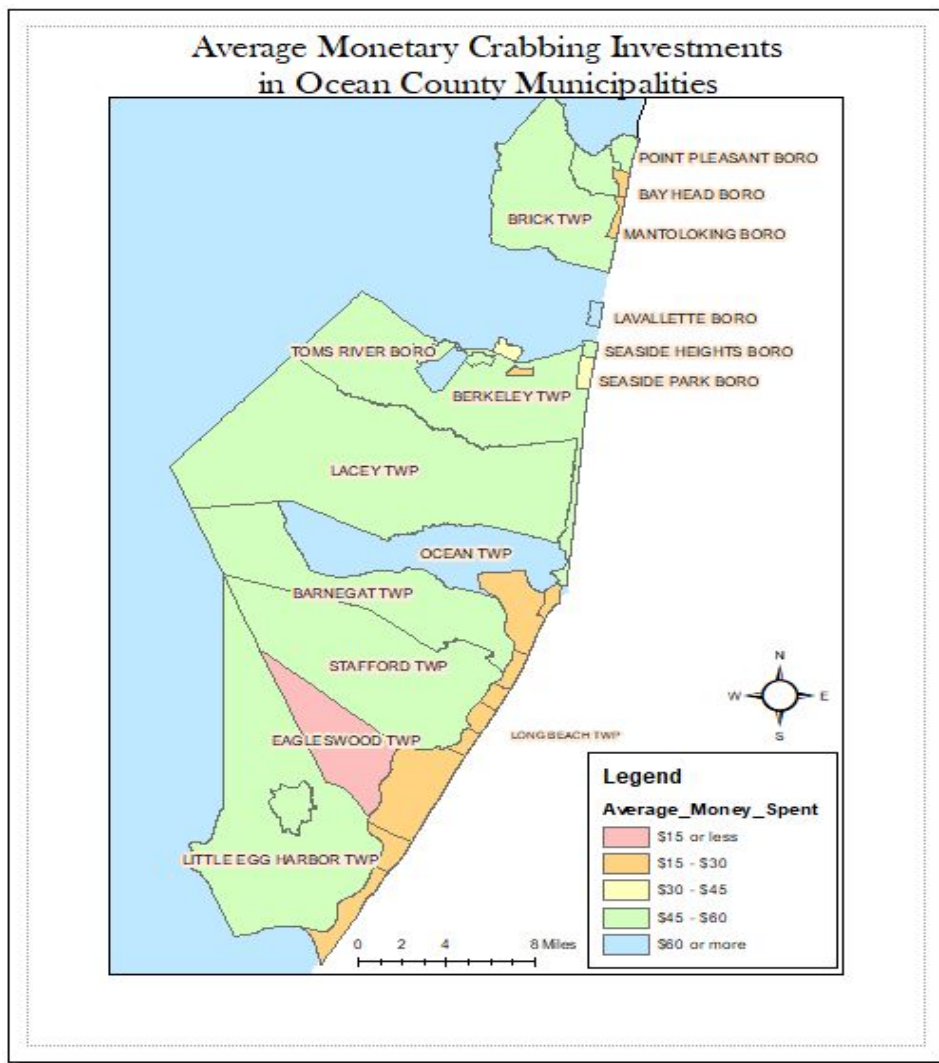 Average Monetary Crabbing Investments
in Ocean County Municipalities
POINT PLEASANT BORO
BAY HEAD BORO
BRICK TWP
MANTOLOKING BORO
LAVALLETTE BORO
TOMS RIVER BORO
SEASIDE HEIGHTS BORO
SEASIDE PARK BORO
BERKELEY TWP
LACEY TWP
OCEAN TWP
BARNEGAT TWP
STAFFORD TWP
N
W E
S
LONG BEACH TWP
EAGLESWOOD TWP
LITTLE EGG HARBOR TWP
Legend
Average_Money_Spent
$15 or less
$15 - $30
$30 - $45
$45 - $60
$60 or more
0 2 4 8 Miles